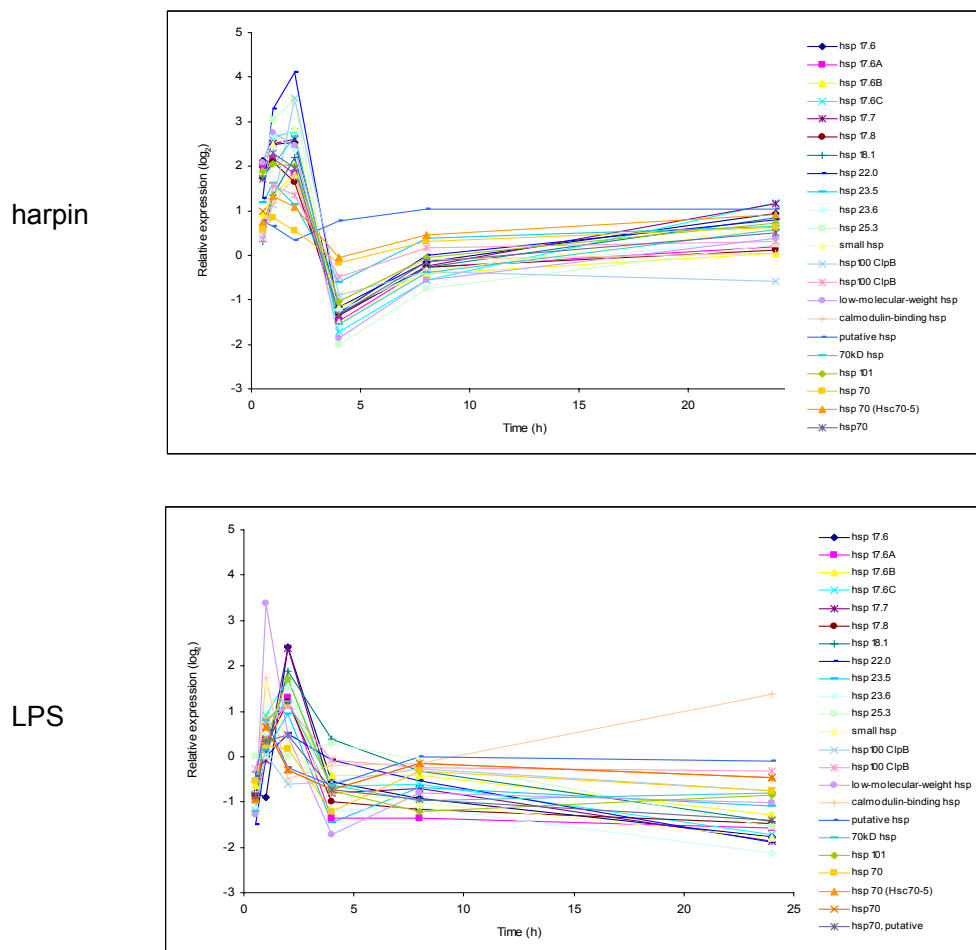 harpin
5
4
3
2
1
0
-1
-2
-3
Relative expression (log2)
0
5
10
15
20
Time (h)
hsp 17.6
hsp 17.6A
hsp 17.6B
hsp 17.6C
hsp 17.7
hsp 17.8
hsp 18.1
hsp 22.0
hsp 23.5
hsp 23.6
hsp 25.3
small hsp
hsp100 ClpB
hsp100 ClpB
low-molecular-weight hsp
calmodulin-binding hsp
putative hsp
70kD hsp
hsp 101
hsp 70
hsp 70 (Hsc70-5)
hsp70
LPS
5
4
3
2
1
0
-1
-2
-3
Relative expression (log2)
0
5
10
15
20
25
Time (h)
hsp 17.6
hsp 17.6A
hsp 17.6B
hsp 17.6C
hsp 17.7
hsp 17.8
hsp 18.1
hsp 22.0
hsp 23.5
hsp 23.6
hsp 25.3
small hsp
hsp100 ClpB
hsp100 ClpB
low-molecular-weight hsp
calmodulin-binding hsp
putative hsp
70kD hsp
hsp 101
hsp 70
hsp 70 (Hsc70-5)
hsp70
hsp70, putative